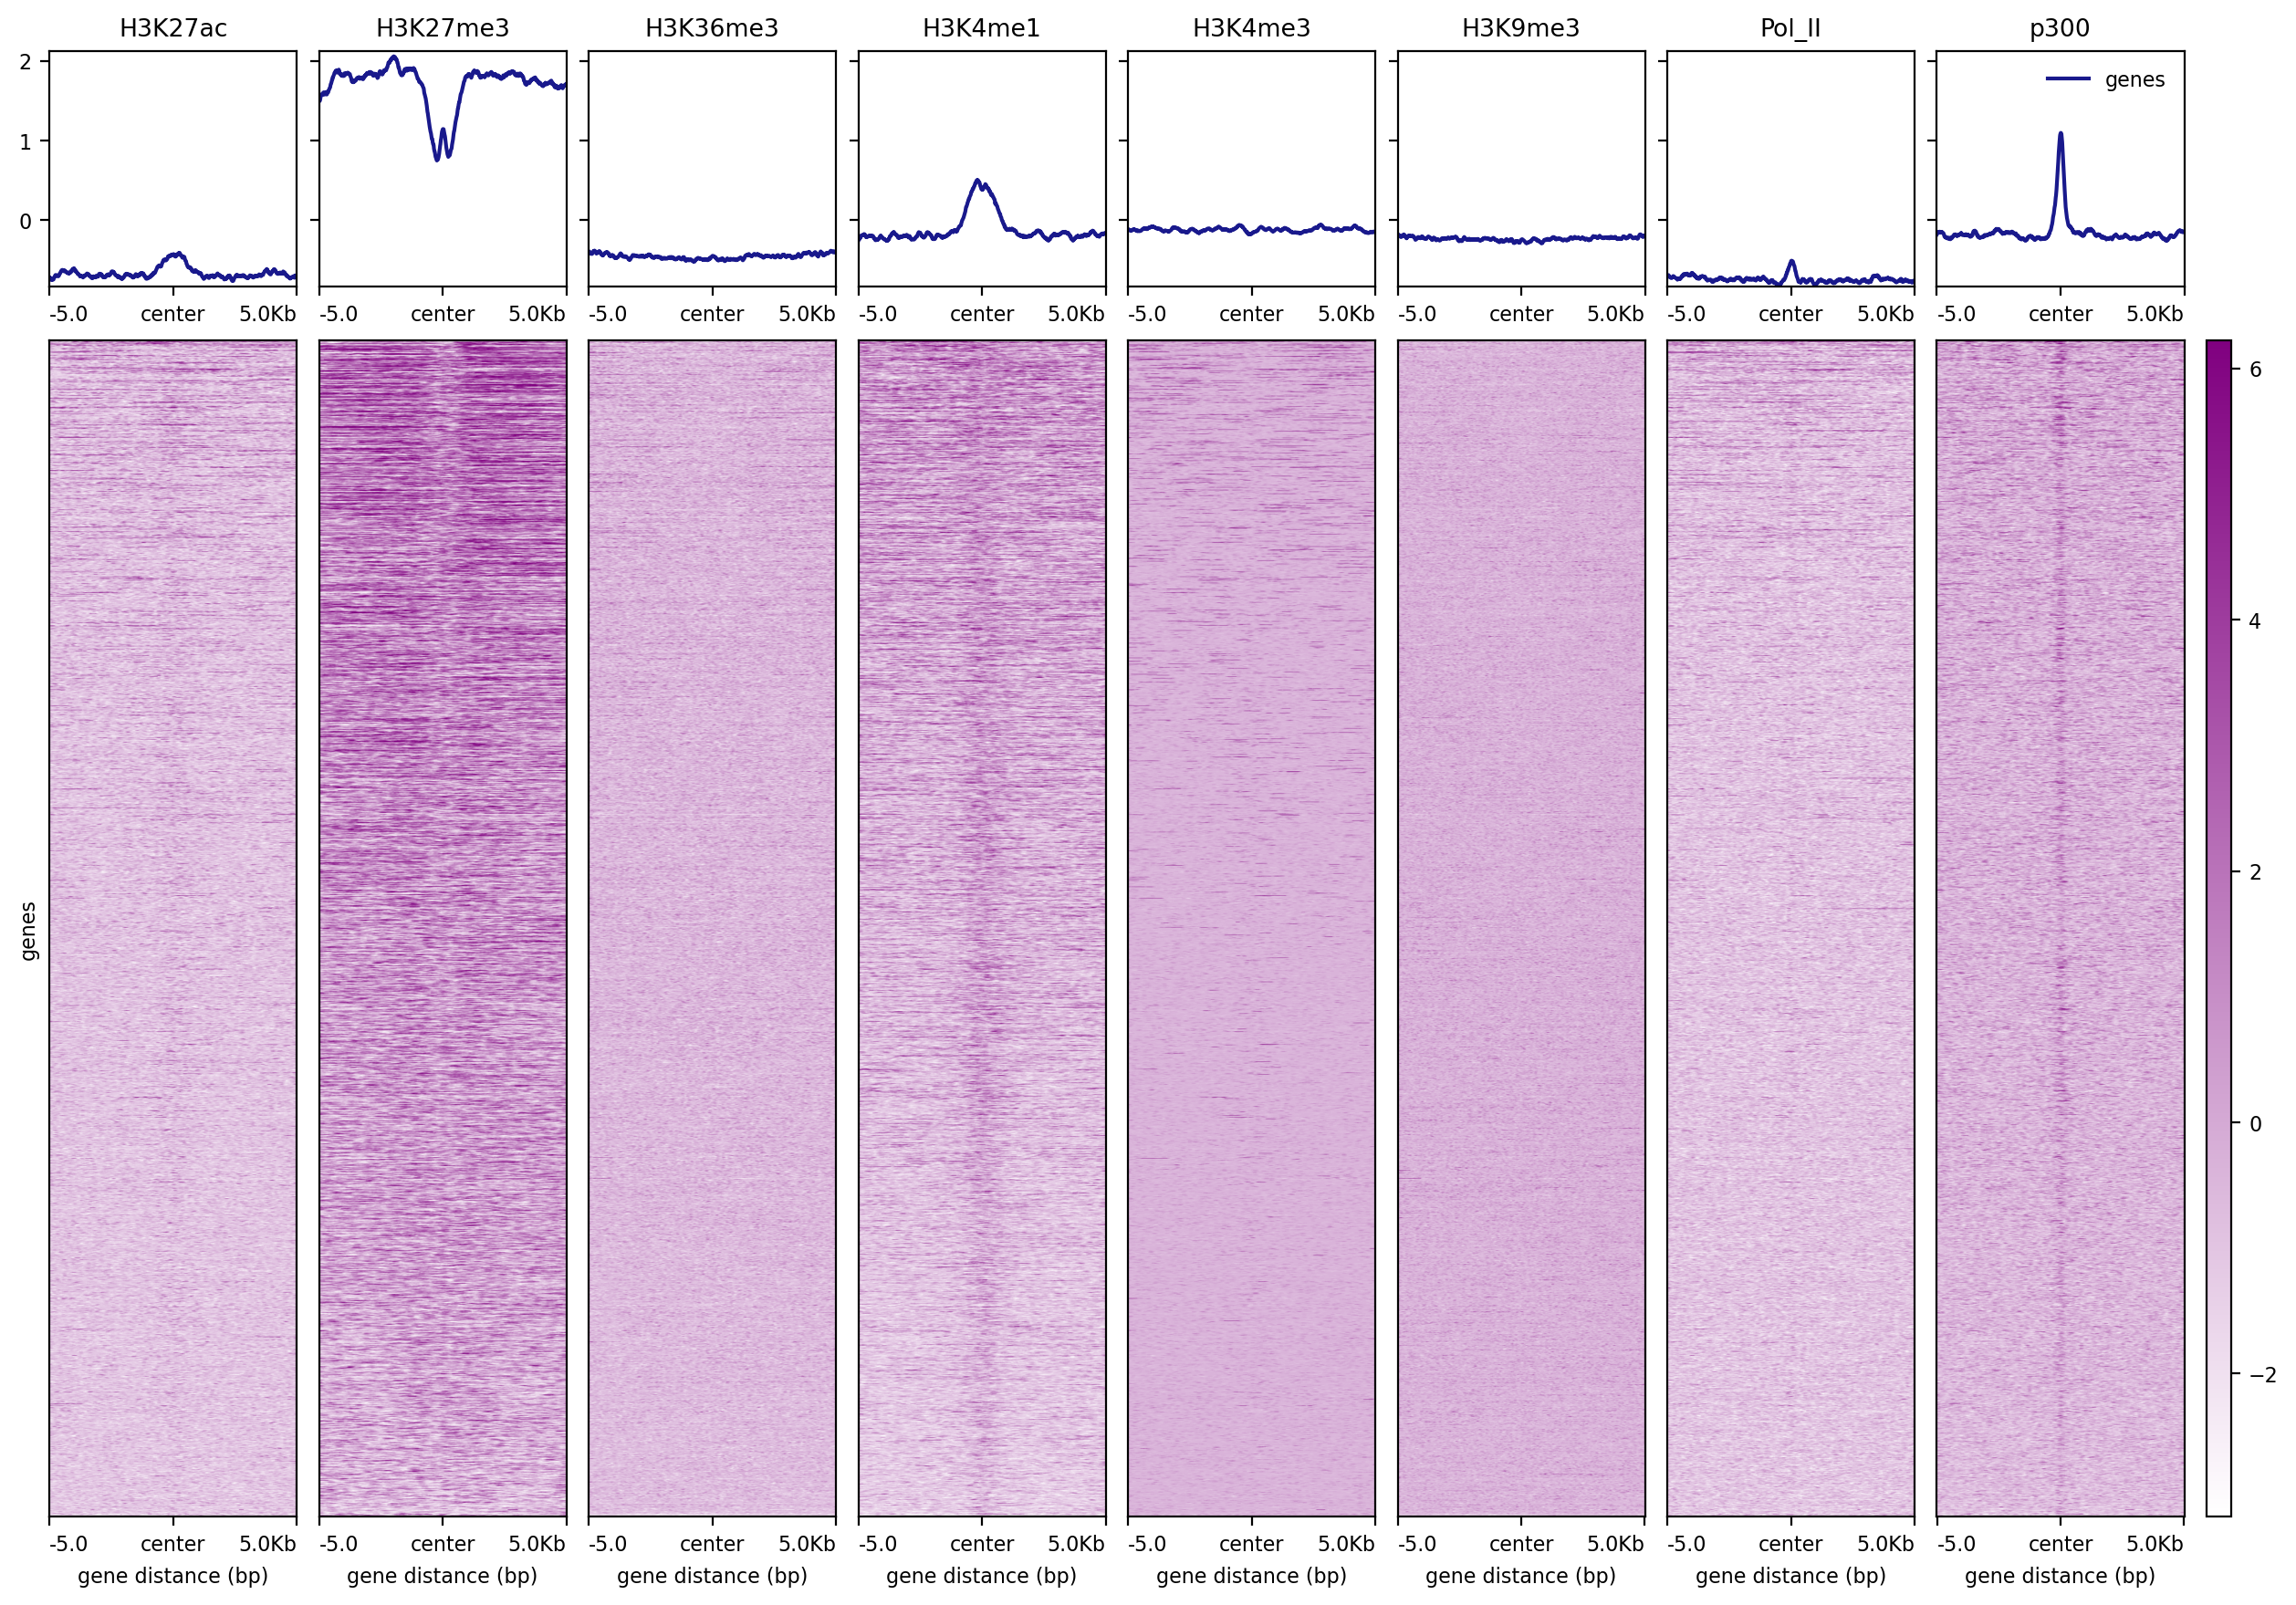 H3K27ac H3K27me3 H3K36me3 H3K4me1 H3K4me3 H3K9me3 Pol_II p300
2
1
0
genes
-5.0 center 5.0Kb -5.0 center 5.0Kb -5.0 center 5.0Kb -5.0 center 5.0Kb -5.0 center 5.0Kb -5.0 center 5.0Kb -5.0 center 5.0Kb -5.0 center 5.0Kb
genes
6
4
2
0
−2
-5.0 center 5.0Kb -5.0 center 5.0Kb -5.0 center 5.0Kb -5.0 center 5.0Kb -5.0 center 5.0Kb -5.0 center 5.0Kb -5.0 center 5.0Kb -5.0 center 5.0Kb
gene distance (bp) gene distance (bp) gene distance (bp) gene distance (bp) gene distance (bp) gene distance (bp) gene distance (bp) gene distance (bp)